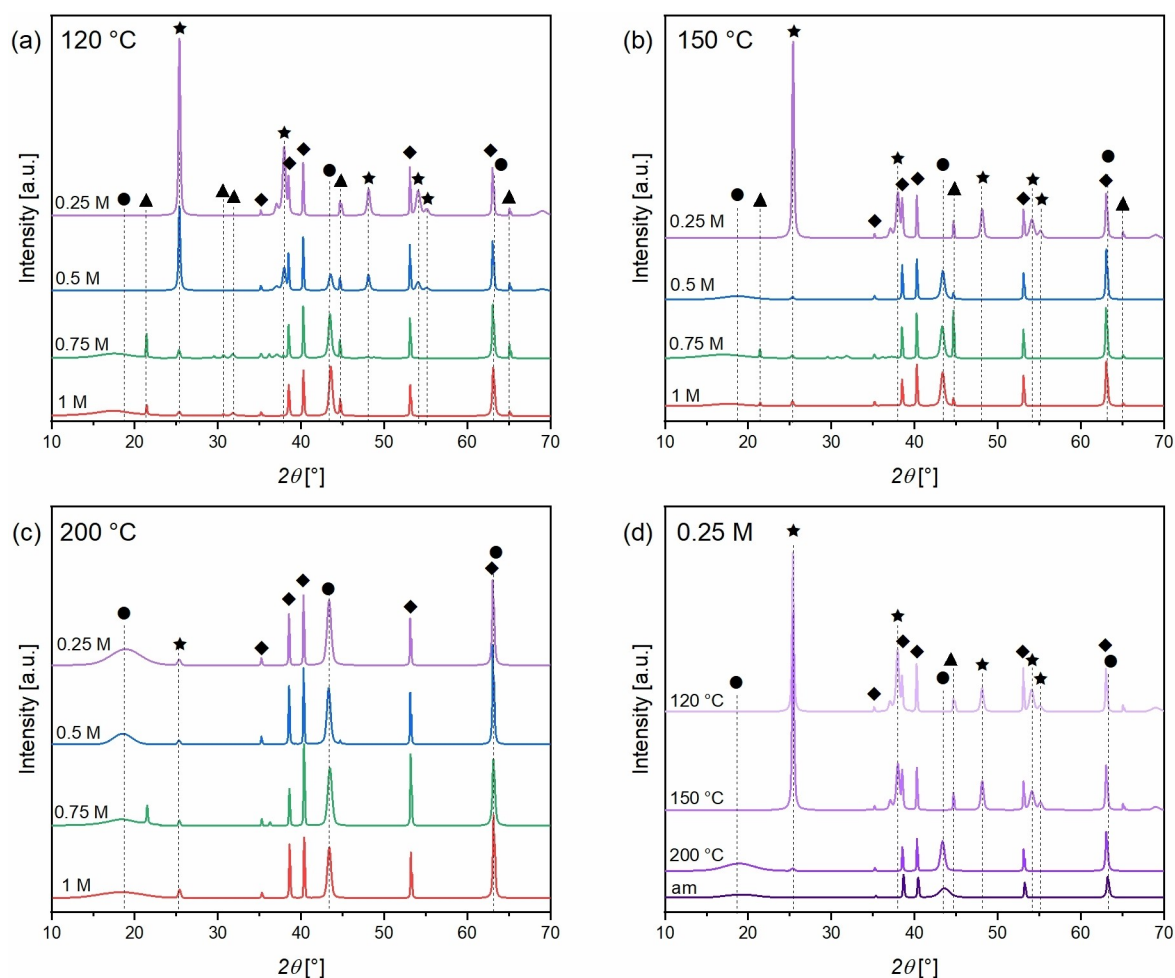 (a) 120 °C
Intensity [a.u.]
0.25 M
0.5 M
0.75 M
1 M
10 20 30 40 50 60 70
2θ [°]
(b) 150 °C
Intensity [a.u.]
0.25 M
0.5 M
0.75 M
1 M
10 20 30 40 50 60 70
2θ [°]
(c) 200 °C
Intensity [a.u.]
0.25 M
0.5 M
0.75 M
1 M
10 20 30 40 50 60 70
2θ [°]
(d) 0.25 M
Intensity [a.u.]
120 °C
150 °C
200 °C
am
10 20 30 40 50 60 70
2θ [°]